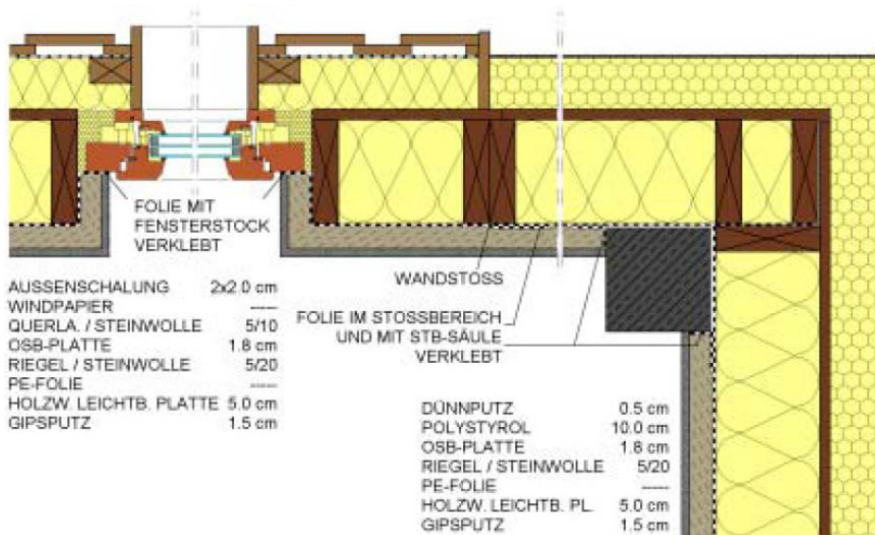 FOLIE MIT
FENSTERSTOCK
VERKLEBT
AUSSENSCHALUNG 2x2.0 cm
WINDPAPIER -----
QUERLA. / STEINWOLLE 5/10
OSB-PLATTE 1.8 cm
RIEGEL / STEINWOLLE 5/20
PE-FOLIE -----
HOLZW. LEICHTB. PLATTE 5.0 cm
GIPSPUTZ 1.5 cm
WANDSTOSS
FOLIE IM STOSSBEREICH
UND MIT STB-SÄULE
VERKLEBT
DÜNNPUTZ 0.5 cm
POLYSTYROL 10.0 cm
OSB-PLATTE 1.8 cm
RIEGEL / STEINWOLLE 5/20
PE-FOLIE -----
HOLZW. LEICHTB. PL. 5.0 cm
GIPSPUTZ 1.5 cm